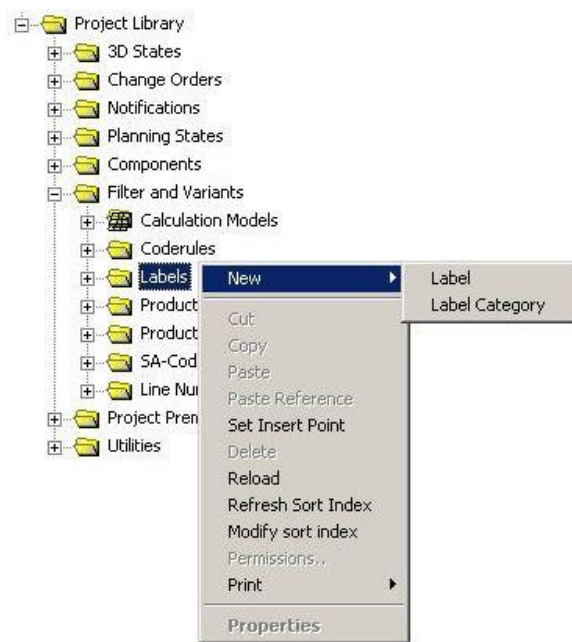 Project Library
3D States
Change Orders
Notifications
Planning States
Components
Filter and Variants
Calculation Models
Coderules
Labels
Product
Product
SA-Cod
Line Nu
Project Pren
Utilities
New
Cut
Copy
Paste
Paste Reference
Set Insert Point
Delete
Reload
Refresh Sort Index
Modify sort index
Permissions..
Print
Properties
Label
Label Category